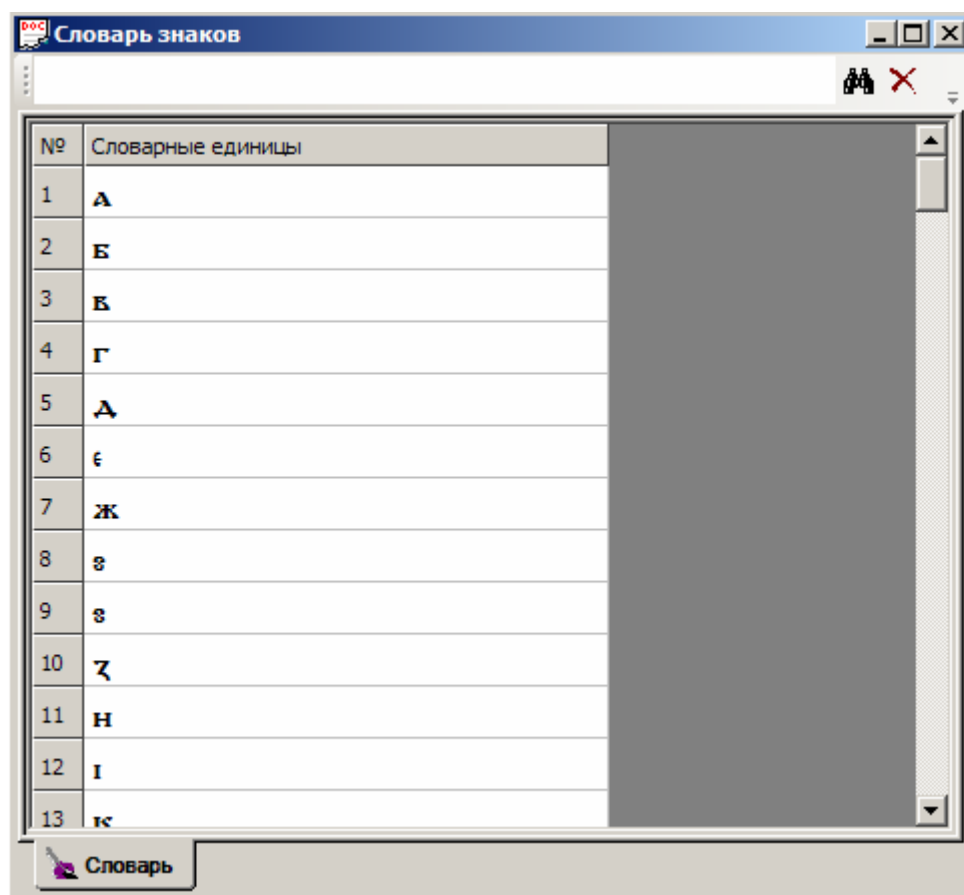 DOC
Словарь знаков
№ Словарные единицы
1 А
2 Б
3 В
4 Г
5 Д
6 є
7 Ж
8 ꙃ
9 ꙃ
10 Ꙁ
11 Н
12 І
13 К
Словарь